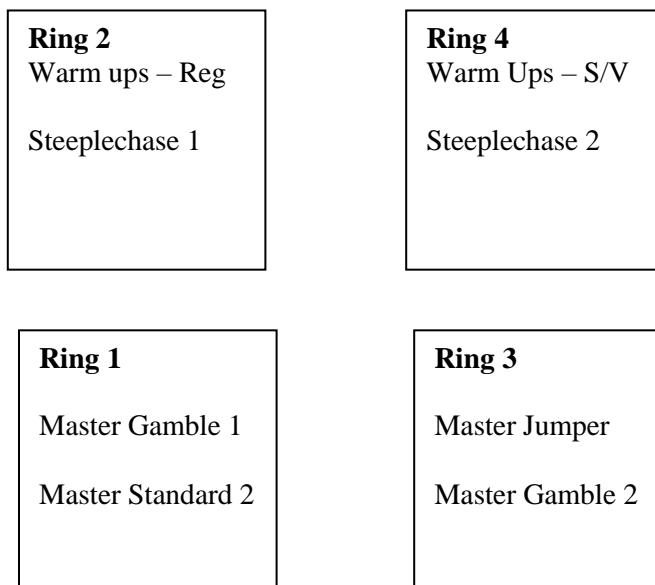 Ring 2
Warm ups – Reg
Steeplechase 1
Ring 4
Warm Ups – S/V
Steeplechase 2
Ring 1
Master Gamble 1
Master Standard 2
Ring 3
Master Jumper
Master Gamble 2